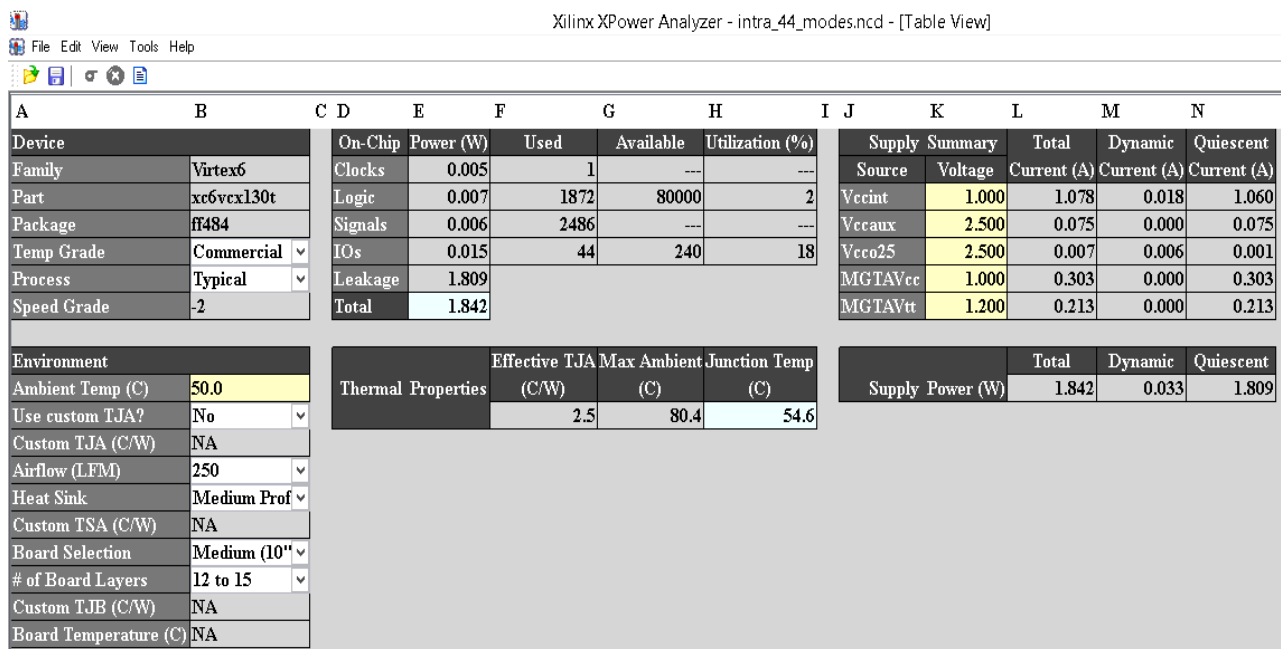 Xilinx XPower Analyzer - intra_44_modes.ncd - [Table View]
File Edit View Tools Help
A B C D E F G H I J K L M N
Device On-Chip Power (W) Used Available Utilization (%) Supply Summary Total Dynamic Quiescent
Family Virtex6 Clocks 0.005 1 --- --- Source Voltage Current (A) Current (A) Current (A)
Part xc6vcx130t Logic 0.007 1872 80000 2 Vccint 1.000 1.078 0.018 1.060
Package ff484 Signals 0.006 2486 --- --- Vccaux 2.500 0.075 0.000 0.075
Temp Grade Commercial IOs 0.015 44 240 18 Vcco25 2.500 0.007 0.006 0.001
Process Typical Leakage 1.809 MGTAVcc 1.000 0.303 0.000 0.303
Speed Grade -2 Total 1.842 MGTAVtt 1.200 0.213 0.000 0.213
Environment Effective TJA Max Ambient Junction Temp Total Dynamic Quiescent
Ambient Temp (C) 50.0 Thermal Properties (C/W) (C) (C) Supply Power (W) 1.842 0.033 1.809
Use custom TJA? No 2.5 80.4 54.6
Custom TJA (C/W) NA
Airflow (LFM) 250
Heat Sink Medium Prof
Custom TSA (C/W) NA
Board Selection Medium (10"
# of Board Layers 12 to 15
Custom TJB (C/W) NA
Board Temperature (C) NA